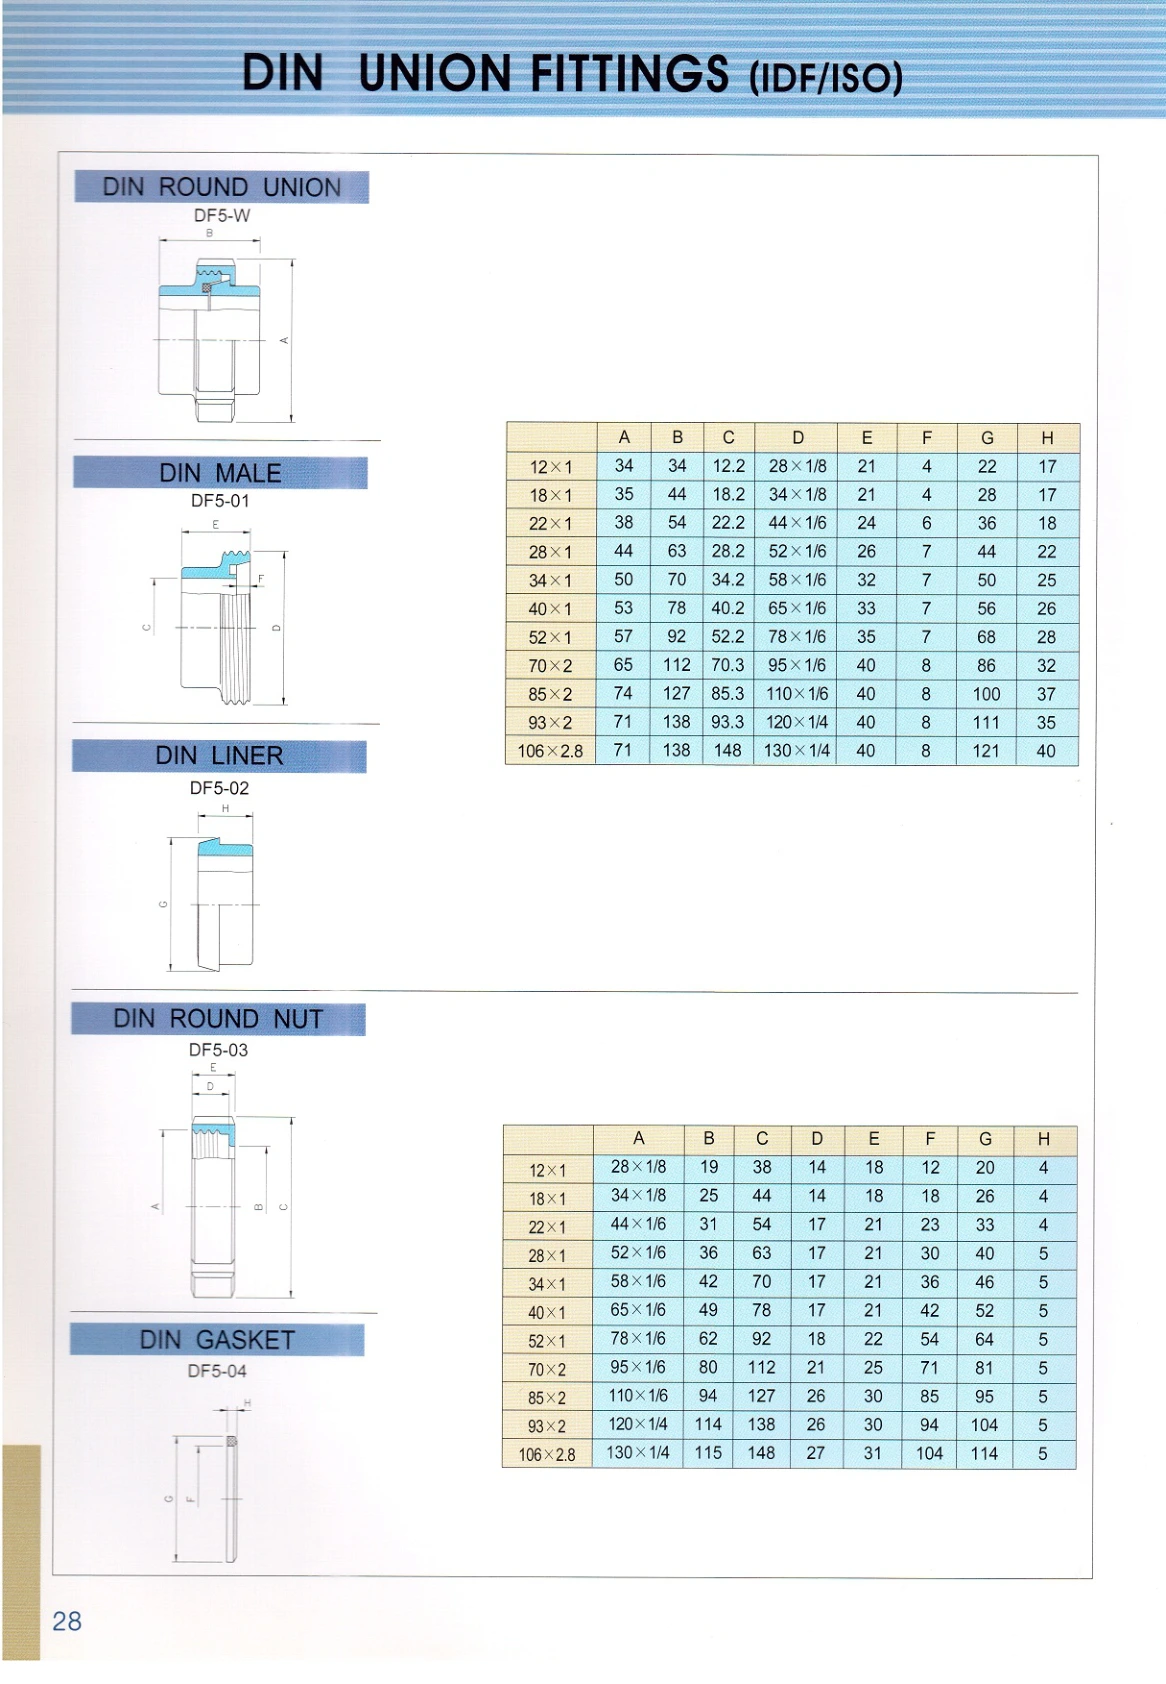 DIN UNION FITTINGS (IDF/ISO)
DIN ROUND UNION
DF5-W
B
A
DIN MALE
DF5-01
E
F
C
D
DIN LINER
DF5-02
H
G
A B C D E F G H
12×1 34 34 12.2 28×1/8 21 4 22 17
18×1 35 44 18.2 34×1/8 21 4 28 17
22×1 38 54 22.2 44×1/6 24 6 36 18
28×1 44 63 28.2 52×1/6 26 7 44 22
34×1 50 70 34.2 58×1/6 32 7 50 25
40×1 53 78 40.2 65×1/6 33 7 56 26
52×1 57 92 52.2 78×1/6 35 7 68 28
70×2 65 112 70.3 95×1/6 40 8 86 32
85×2 74 127 85.3 110×1/6 40 8 100 37
93×2 71 138 93.3 120×1/4 40 8 111 35
106×2.8 71 138 148 130×1/4 40 8 121 40
DIN ROUND NUT
DF5-03
E
D
A
B
C
DIN GASKET
DF5-04
H
G
F
A B C D E F G H
12×1 28×1/8 19 38 14 18 12 20 4
18×1 34×1/8 25 44 14 18 18 26 4
22×1 44×1/6 31 54 17 21 23 33 4
28×1 52×1/6 36 63 17 21 30 40 5
34×1 58×1/6 42 70 17 21 36 46 5
40×1 65×1/6 49 78 17 21 42 52 5
52×1 78×1/6 62 92 18 22 54 64 5
70×2 95×1/6 80 112 21 25 71 81 5
85×2 110×1/6 94 127 26 30 85 95 5
93×2 120×1/4 114 138 26 30 94 104 5
106×2.8 130×1/4 115 148 27 31 104 114 5
28